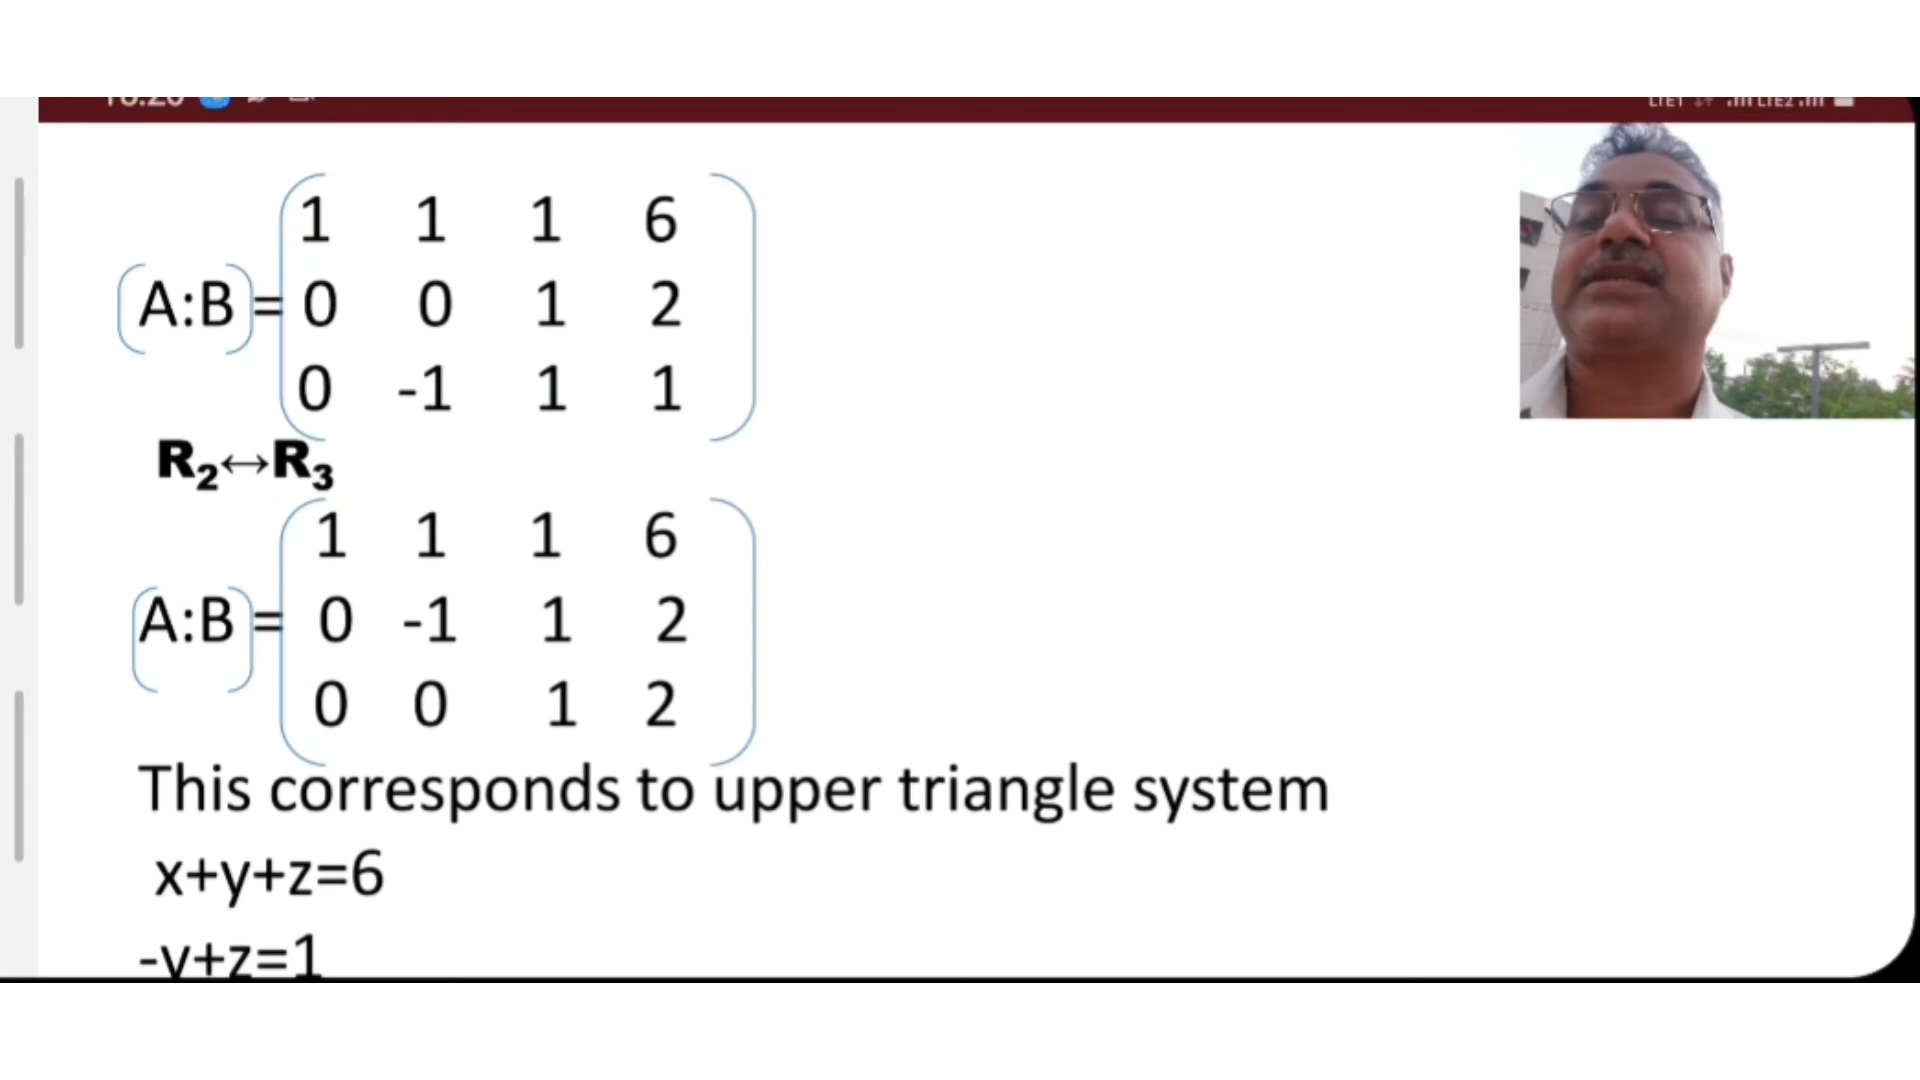 1 1 1 6
(A:B)= 0 0 1 2
0 -1 1 1
R₂↔R₃
1 1 1 6
(A:B)= 0 -1 1 2
0 0 1 2
This corresponds to upper triangle system
x+y+z=6
-y+z=1